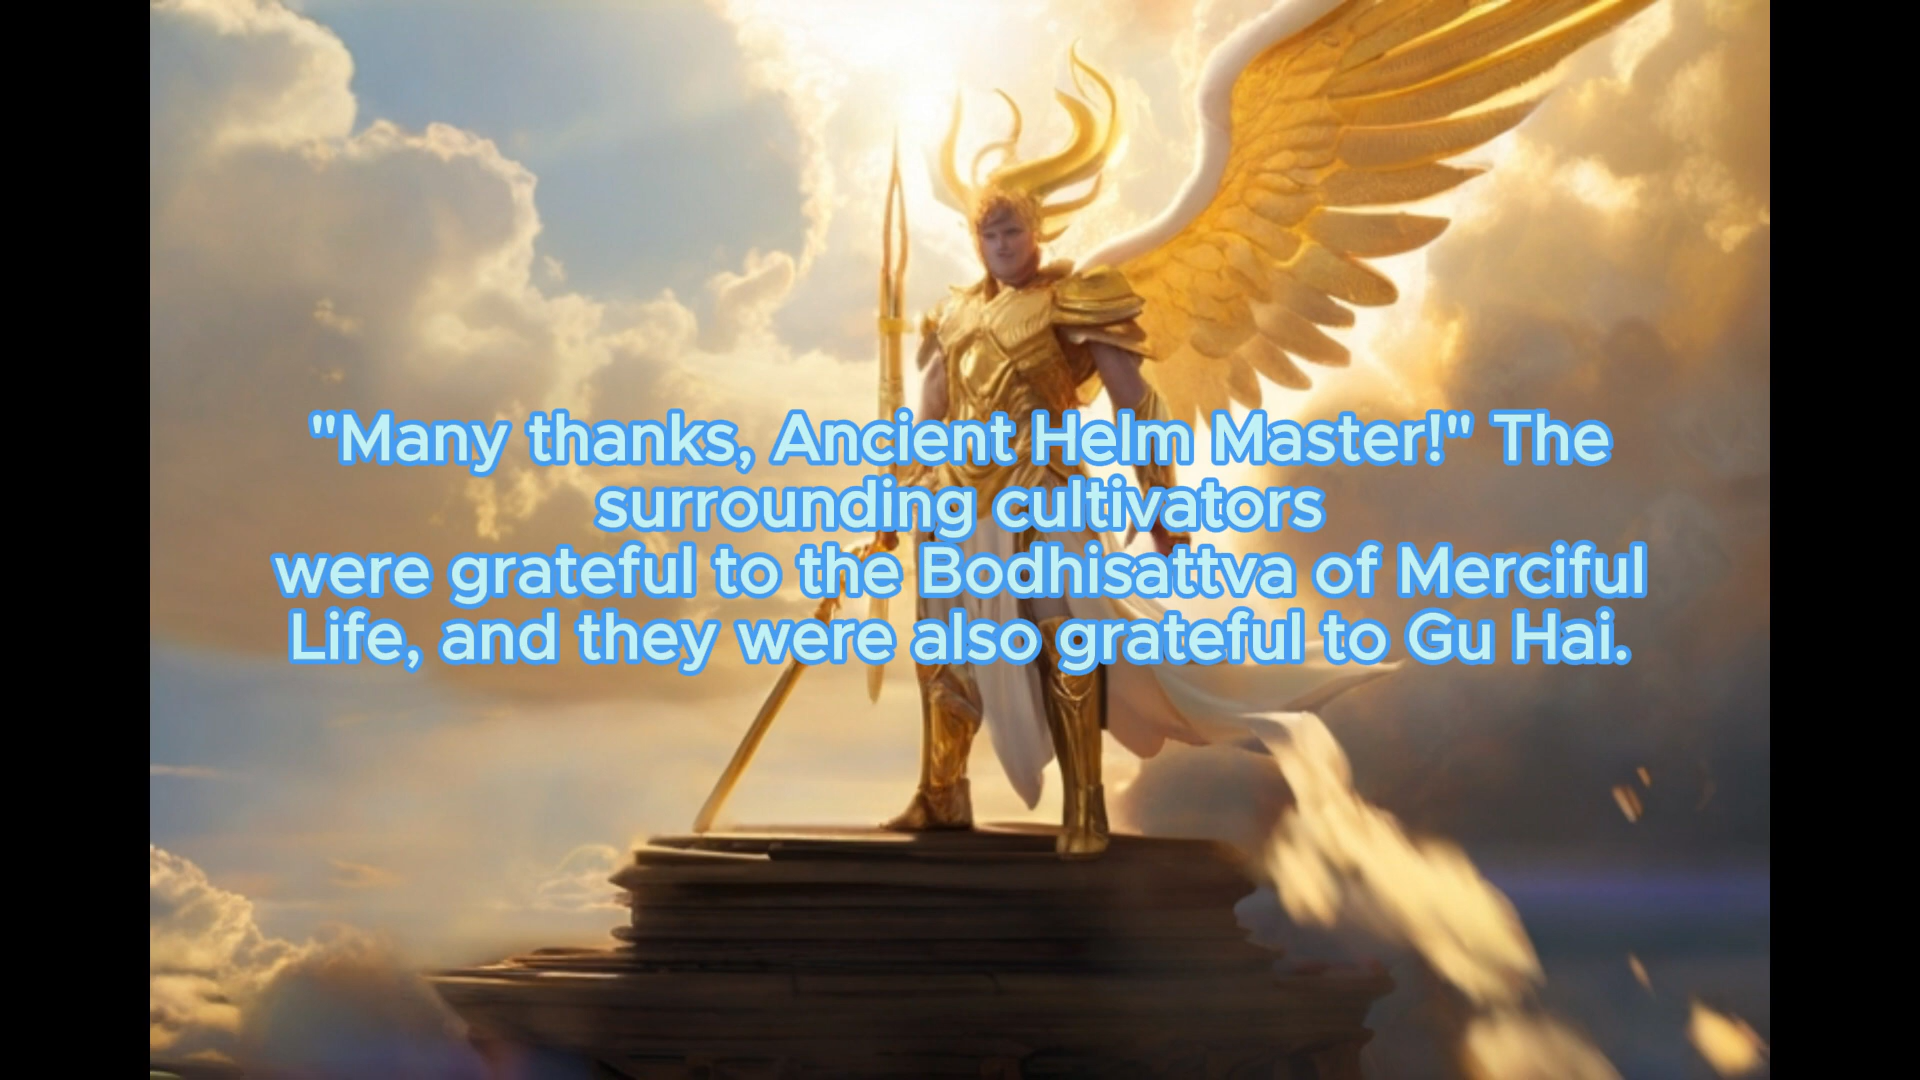 "Many thanks, Ancient Helm Master!" The
surrounding cultivators
were grateful to the Bodhisattva of Merciful
Life, and they were also grateful to Gu Hai.